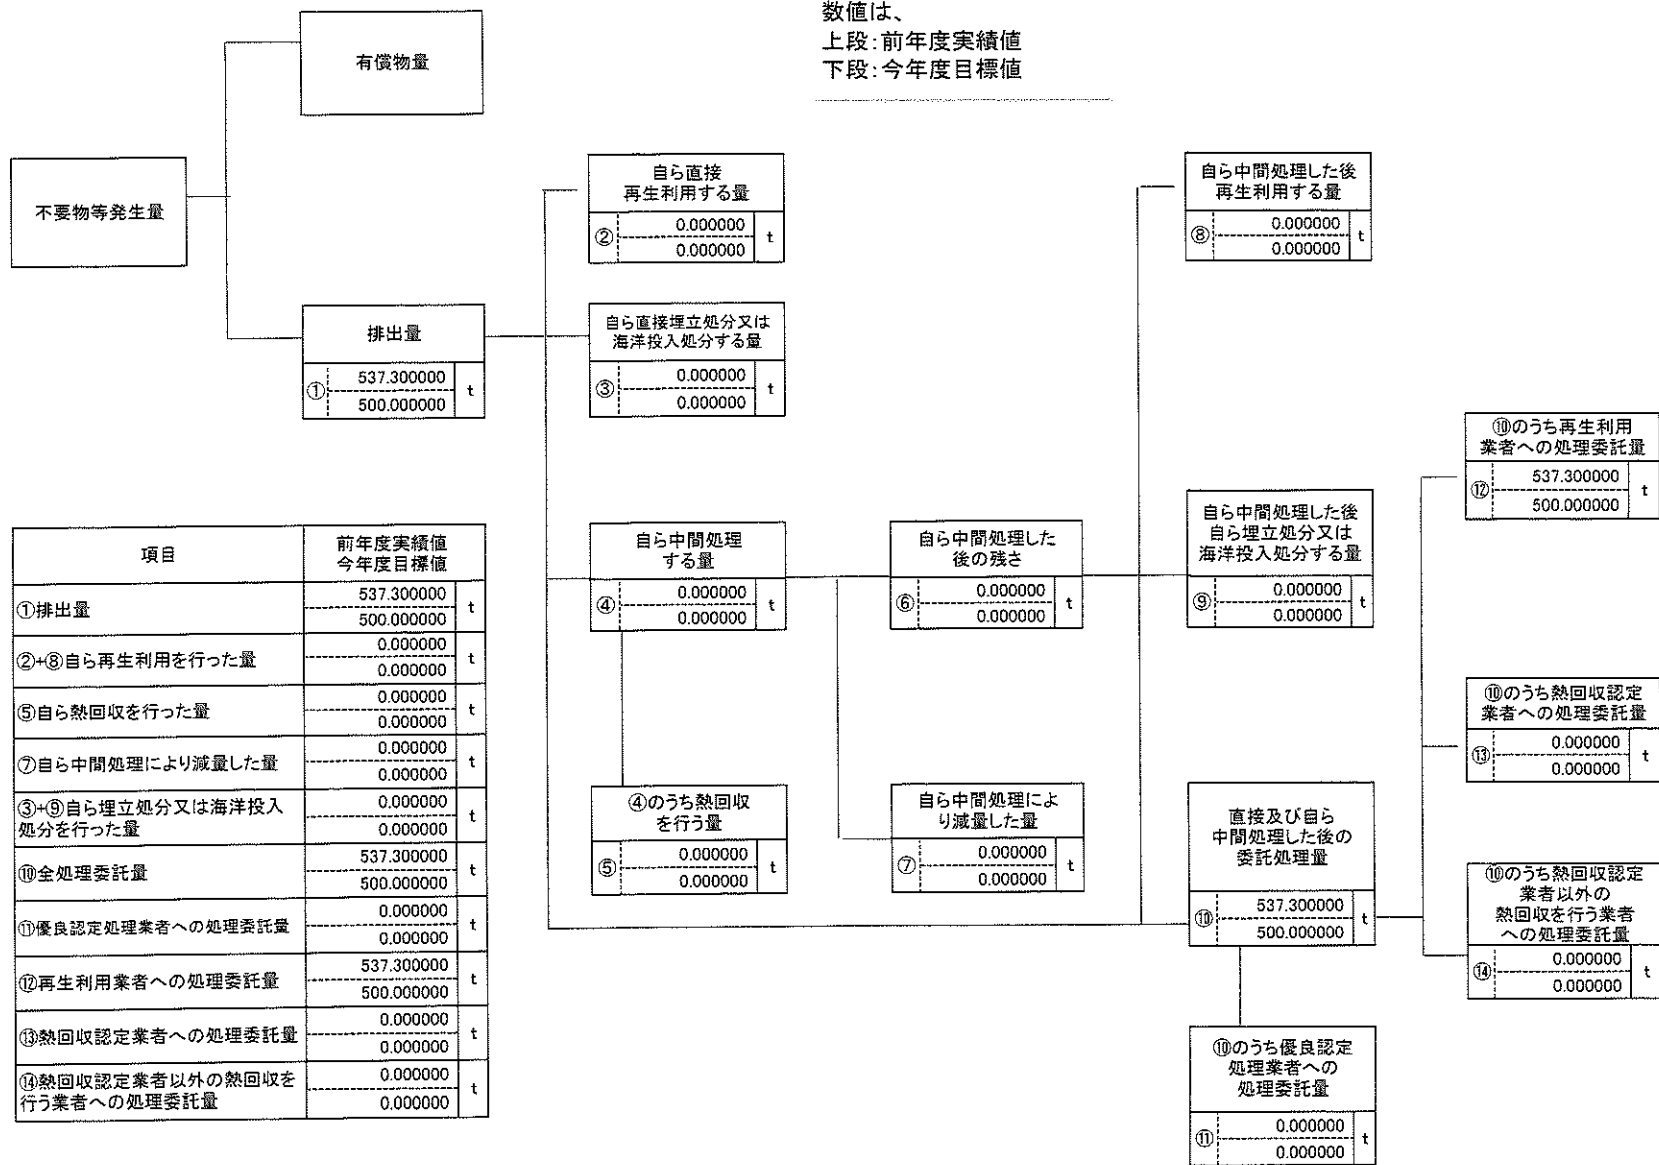 数値は、
上段:前年度実績値
下段:今年度目標値
有償物量
不要物等発生量
排出量
① 537.300000 t
500.000000
自ら直接
再生利用する量
② 0.000000 t
0.000000
自ら直接埋立処分又は
海洋投入処分する量
③ 0.000000 t
0.000000
自ら中間処理
する量
④ 0.000000 t
0.000000
④のうち熱回収
を行う量
⑤ 0.000000 t
0.000000
自ら中間処理した
後の残さ
⑥ 0.000000 t
0.000000
自ら中間処理によ
り減量した量
⑦ 0.000000 t
0.000000
自ら中間処理した後
再生利用する量
⑧ 0.000000 t
0.000000
自ら中間処理した後
自ら埋立処分又は
海洋投入処分する量
⑨ 0.000000 t
0.000000
直接及び自ら
中間処理した後の
委託処理量
⑩ 537.300000 t
500.000000
⑩のうち優良認定
処理業者への
処理委託量
⑪ 0.000000 t
0.000000
⑩のうち再生利用
業者への処理委託量
⑫ 537.300000 t
500.000000
⑩のうち熱回収認定
業者への処理委託量
⑬ 0.000000 t
0.000000
⑩のうち熱回収認定
業者以外の
熱回収を行う業者
への処理委託量
⑭ 0.000000 t
0.000000
項目 前年度実績値
今年度目標値
①排出量 537.300000 t
500.000000
②+⑧自ら再生利用を行った量 0.000000 t
0.000000
⑤自ら熱回収を行った量 0.000000 t
0.000000
⑦自ら中間処理により減量した量 0.000000 t
0.000000
③+⑨自ら埋立処分又は海洋投入 0.000000 t
処分を行った量 0.000000
⑩全処理委託量 537.300000 t
500.000000
⑪優良認定処理業者への処理委託量 0.000000 t
0.000000
⑫再生利用業者への処理委託量 537.300000 t
500.000000
⑬熱回収認定業者への処理委託量 0.000000 t
0.000000
⑭熱回収認定業者以外の熱回収を 0.000000 t
行う業者への処理委託量 0.000000